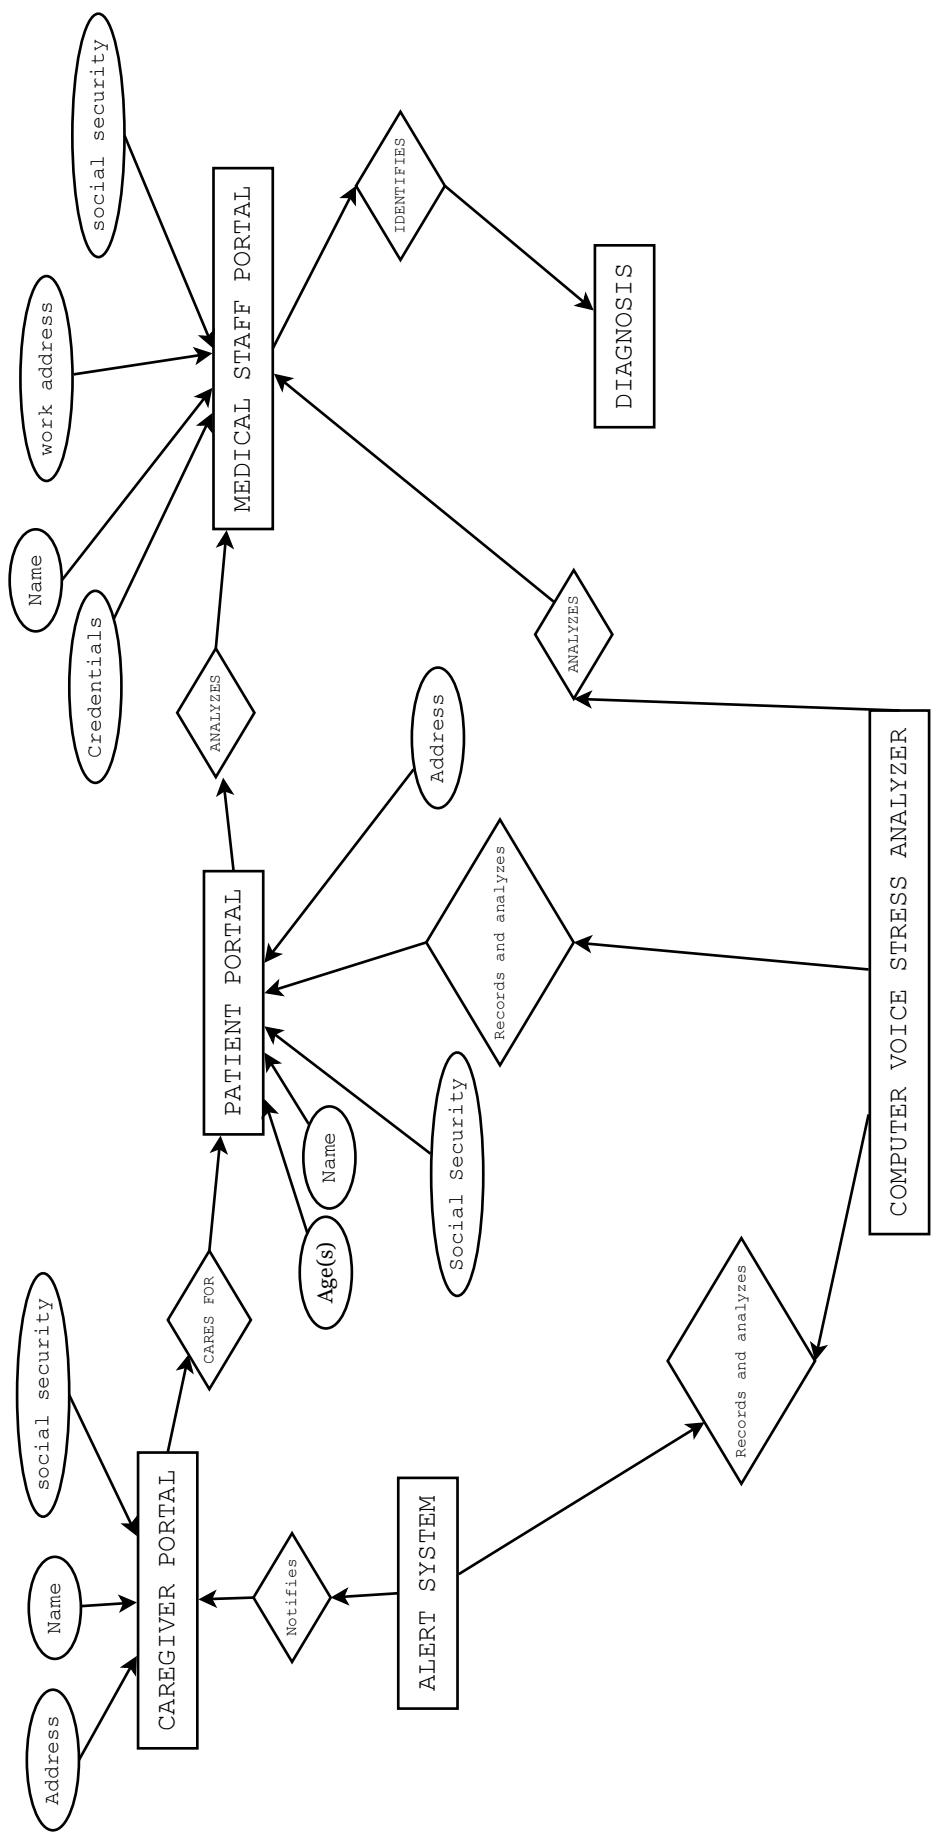 Address
Name
social security
Credentials
Name
work address
social security
CAREGIVER PORTAL
CARES FOR
PATIENT PORTAL
ANALYZES
MEDICAL STAFF PORTAL
Notifies
Age(s)
Name
Social Security
Address
IDENTIFIES
ALERT SYSTEM
Records and analyzes
ANALYZES
DIAGNOSIS
Records and analyzes
COMPUTER VOICE STRESS ANALYZER